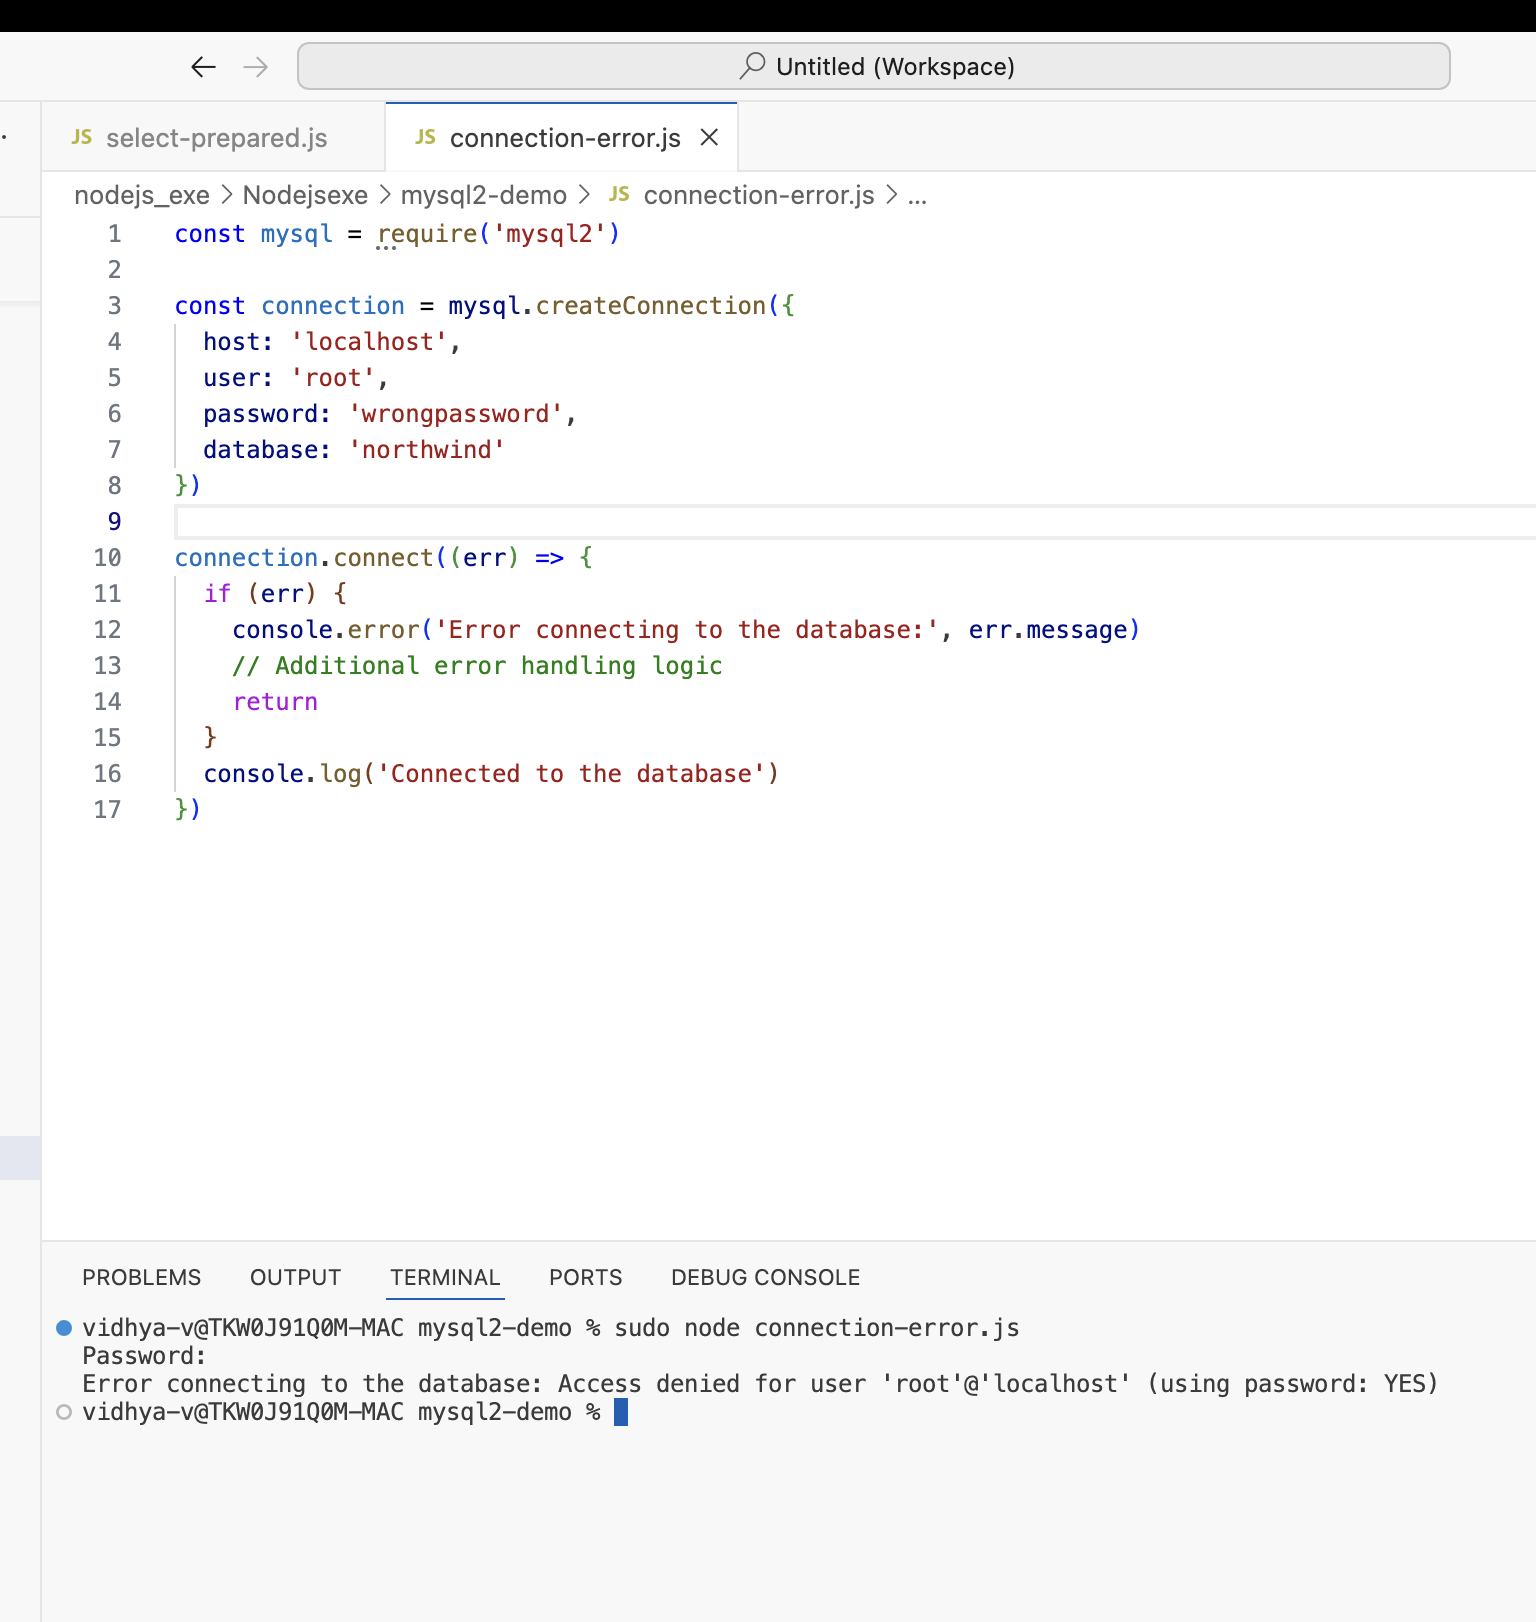 Untitled (Workspace)
JS select-prepared.js
JS connection-error.js
nodejs_exe > Nodejsexe > mysql2-demo > JS connection-error.js > ...
1 const mysql = require('mysql2')
2
3 const connection = mysql.createConnection({
4   host: 'localhost',
5   user: 'root',
6   password: 'wrongpassword',
7   database: 'northwind'
8 })
9
10 connection.connect((err) => {
11   if (err) {
12     console.error('Error connecting to the database:', err.message)
13     // Additional error handling logic
14     return
15   }
16   console.log('Connected to the database')
17 })
PROBLEMS OUTPUT TERMINAL PORTS DEBUG CONSOLE
vidhya-v@TKW0J91Q0M-MAC mysql2-demo % sudo node connection-error.js
Password:
Error connecting to the database: Access denied for user 'root'@'localhost' (using password: YES)
vidhya-v@TKW0J91Q0M-MAC mysql2-demo %